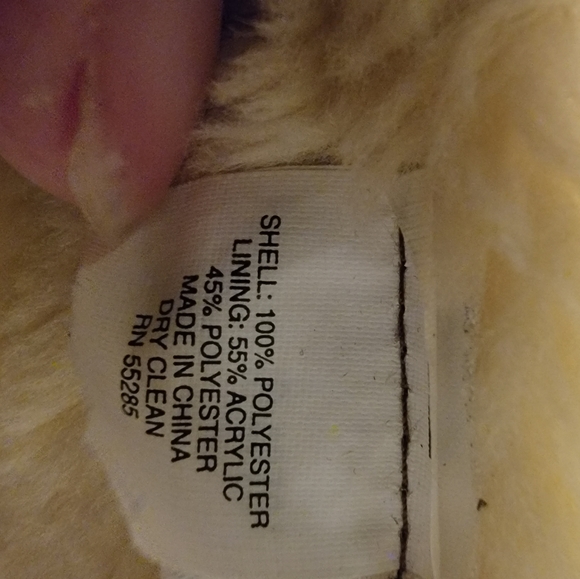 SHELL: 100% POLYESTER
LINING: 55% ACRYLIC
45% POLYESTER
MADE IN CHINA
DRY CLEAN
RN 55285